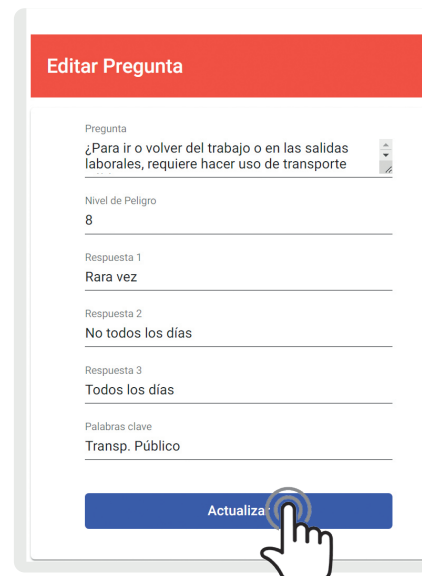 Editar Pregunta
Pregunta
¿Para ir o volver del trabajo o en las salidas
laborales, requiere hacer uso de transporte
Nivel de Peligro
8
Respuesta 1
Rara vez
Respuesta 2
No todos los días
Respuesta 3
Todos los días
Palabras clave
Transp. Público
Actualizar